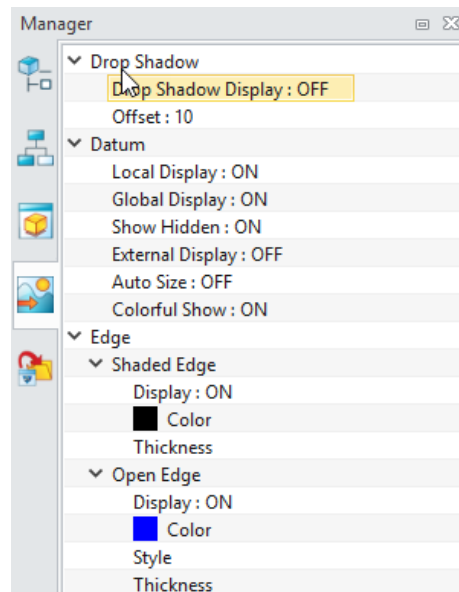 Manager
Drop Shadow
Drop Shadow Display : OFF
Offset : 10
Datum
Local Display : ON
Global Display : ON
Show Hidden : ON
External Display : OFF
Auto Size : OFF
Colorful Show : ON
Edge
Shaded Edge
Display : ON
Color
Thickness
Open Edge
Display : ON
Color
Style
Thickness